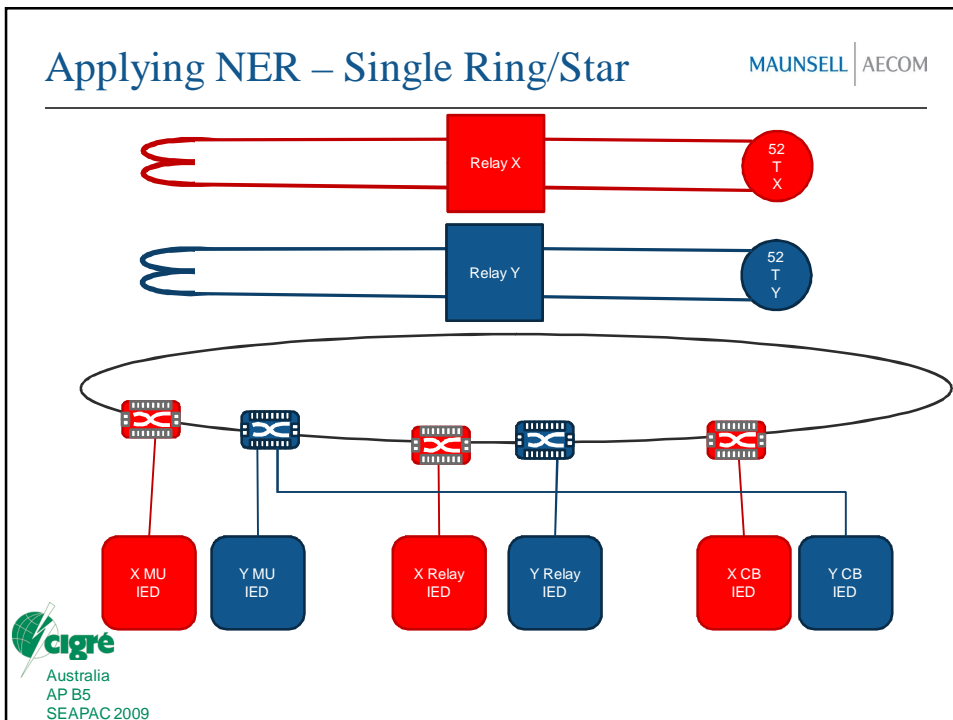 Applying NER – Single Ring/Star
MAUNSELL AECOM
Relay X
52
T
X
Relay Y
52
T
Y
X MU
IED
Y MU
IED
X Relay
IED
Y Relay
IED
X CB
IED
Y CB
IED
cigré
Australia
AP B5
SEAPAC 2009